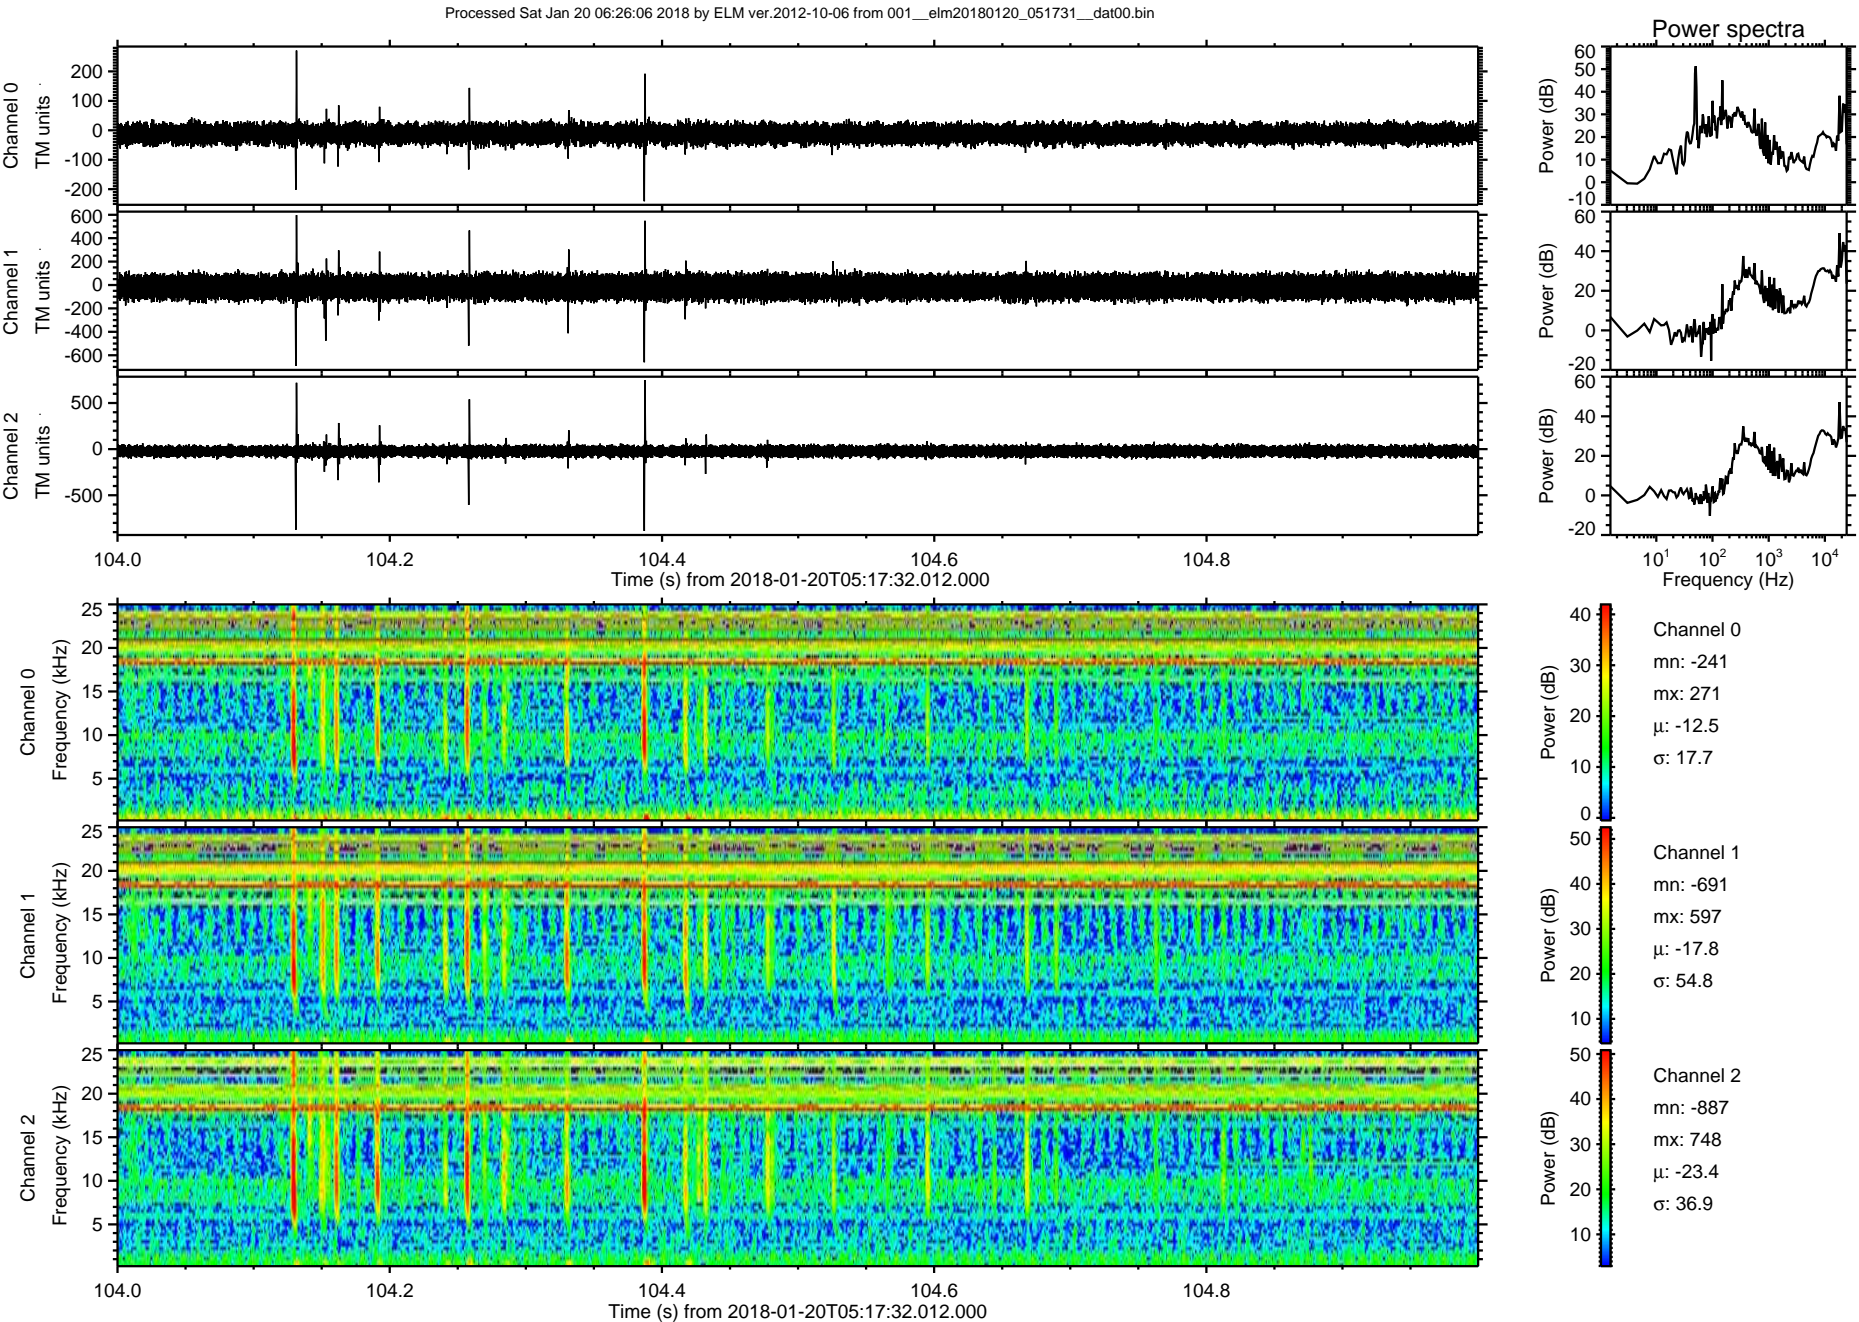 Processed Sat Jan 20 06:26:06 2018 by ELM ver.2012-10-06 from 001__elm20180120_051731__dat00.bin
Power spectra
Channel 0
TM units
200
100
0
-100
-200
Power (dB)
60
50
40
30
20
10
0
-10
Channel 1
TM units
600
400
200
0
-200
-400
-600
Power (dB)
60
40
20
0
-20
Channel 2
TM units
500
0
-500
Power (dB)
60
40
20
0
-20
104.0 104.2 104.4 104.6 104.8
Time (s) from 2018-01-20T05:17:32.012.000
10^1 10^2 10^3 10^4
Frequency (Hz)
Channel 0
Frequency (kHz)
25
20
15
10
5
Power (dB)
40
30
20
10
0
Channel 0
mn: -241
mx: 271
μ: -12.5
σ: 17.7
Channel 1
Frequency (kHz)
25
20
15
10
5
Power (dB)
50
40
30
20
10
Channel 1
mn: -691
mx: 597
μ: -17.8
σ: 54.8
Channel 2
Frequency (kHz)
25
20
15
10
5
Power (dB)
50
40
30
20
10
Channel 2
mn: -887
mx: 748
μ: -23.4
σ: 36.9
104.0 104.2 104.4 104.6 104.8
Time (s) from 2018-01-20T05:17:32.012.000